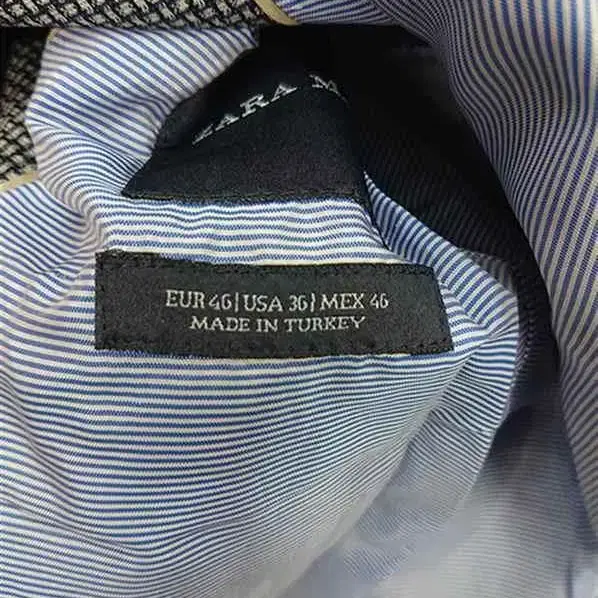 ZARA M
EUR 46 | USA 36 | MEX 46
MADE IN TURKEY